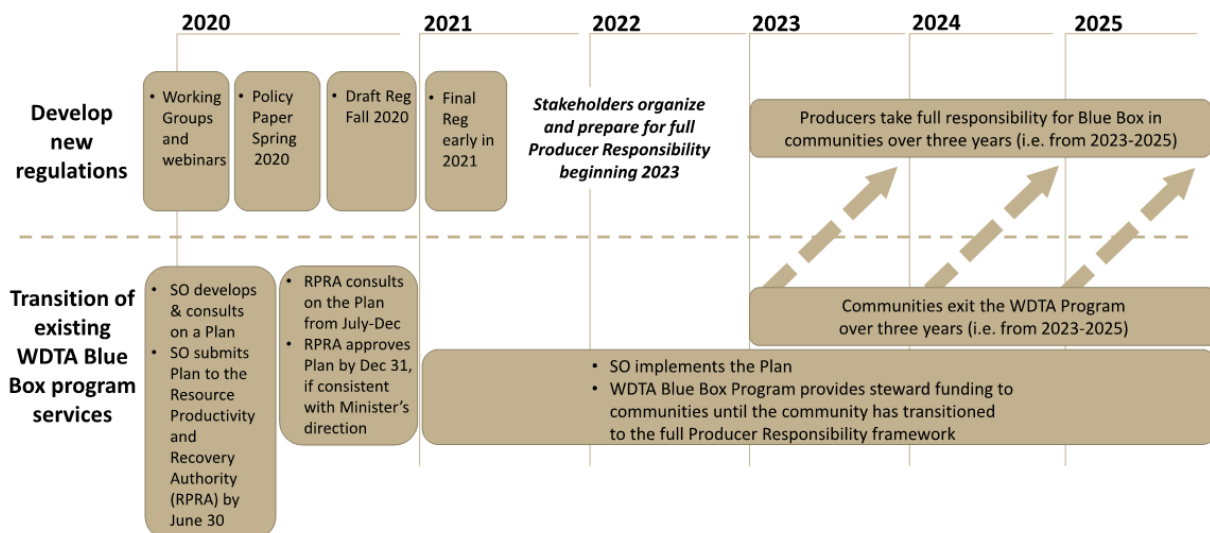 2020
2021
2022
2023
2024
2025
Develop
new
regulations
• Working
Groups
and
webinars
• Policy
Paper
Spring
2020
• Draft Reg
Fall 2020
• Final
Reg
early in
2021
Stakeholders organize
and prepare for full
Producer Responsibility
beginning 2023
Producers take full responsibility for Blue Box in
communities over three years (i.e. from 2023-2025)
Transition of
existing
WDTA Blue
Box program
services
• SO develops
& consults
on a Plan
• SO submits
Plan to the
Resource
Productivity
and
Recovery
Authority
(RPRA) by
June 30
• RPRA consults
on the Plan
from July-Dec
• RPRA approves
Plan by Dec 31,
if consistent
with Minister's
direction
Communities exit the WDTA Program
over three years (i.e. from 2023-2025)
• SO implements the Plan
• WDTA Blue Box Program provides steward funding to
communities until the community has transitioned
to the full Producer Responsibility framework